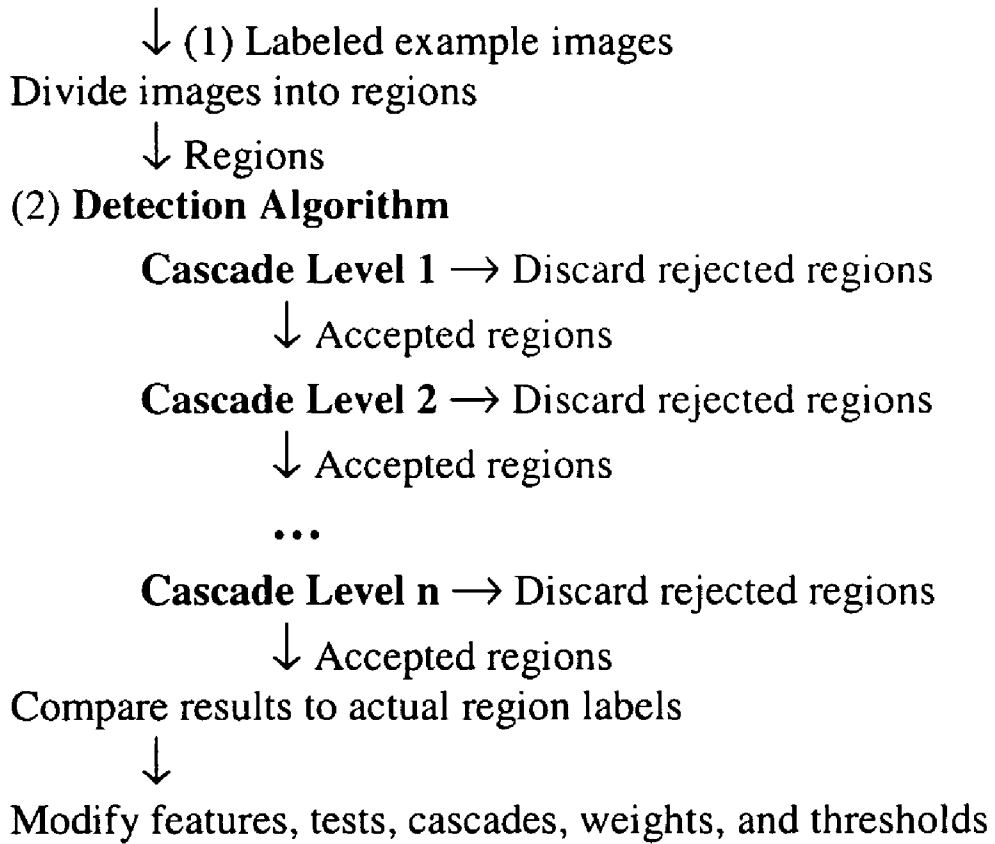 ↓ (1) Labeled example images
Divide images into regions
↓ Regions
(2) Detection Algorithm
Cascade Level 1 → Discard rejected regions
↓ Accepted regions
Cascade Level 2 → Discard rejected regions
↓ Accepted regions
...
Cascade Level n → Discard rejected regions
↓ Accepted regions
Compare results to actual region labels
↓
Modify features, tests, cascades, weights, and thresholds